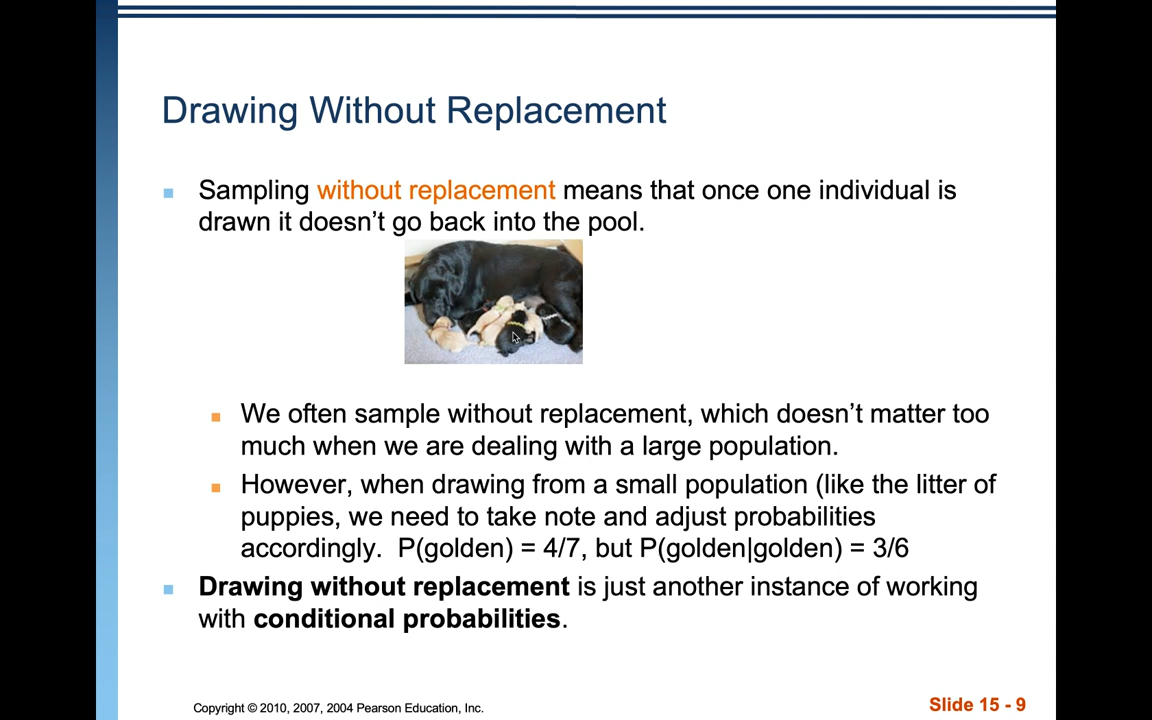 Drawing Without Replacement
Sampling without replacement means that once one individual is
drawn it doesn’t go back into the pool.
We often sample without replacement, which doesn’t matter too
much when we are dealing with a large population.
However, when drawing from a small population (like the litter of
puppies, we need to take note and adjust probabilities
accordingly.  P(golden) = 4/7, but P(golden|golden) = 3/6
Drawing without replacement is just another instance of working
with conditional probabilities.
Copyright © 2010, 2007, 2004 Pearson Education, Inc.
Slide 15 - 9